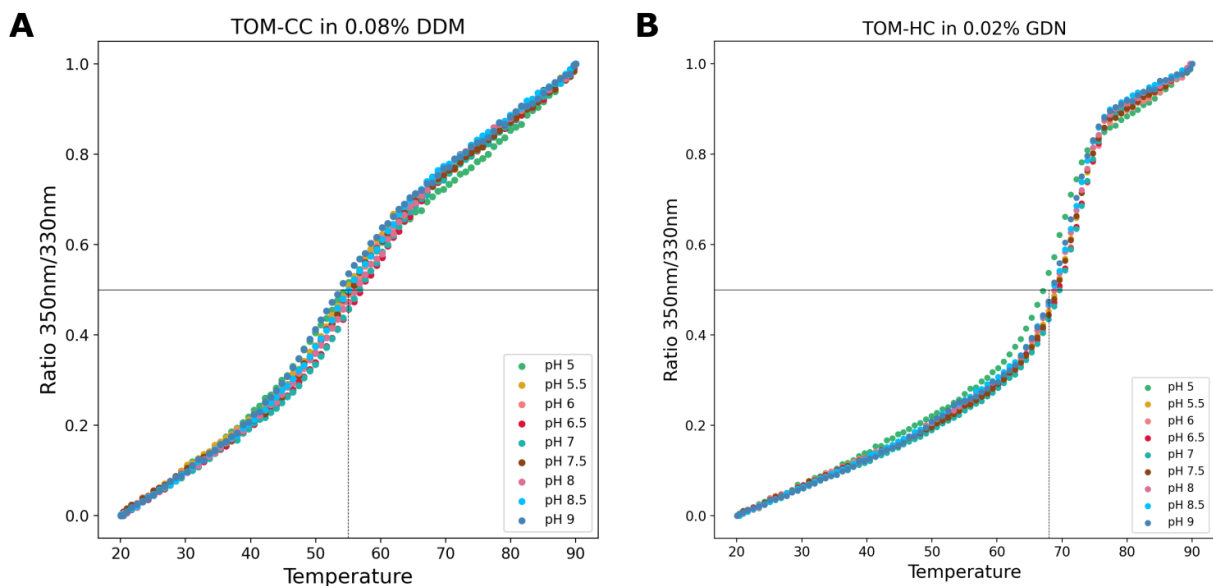 A
TOM-CC in 0.08% DDM
Ratio 350nm/330nm
1.0
0.8
0.6
0.4
0.2
0.0
20 30 40 50 60 70 80 90
Temperature
pH 5
pH 5.5
pH 6
pH 6.5
pH 7
pH 7.5
pH 8
pH 8.5
pH 9
B
TOM-HC in 0.02% GDN
Ratio 350nm/330nm
1.0
0.8
0.6
0.4
0.2
0.0
20 30 40 50 60 70 80 90
Temperature
pH 5
pH 5.5
pH 6
pH 6.5
pH 7
pH 7.5
pH 8
pH 8.5
pH 9